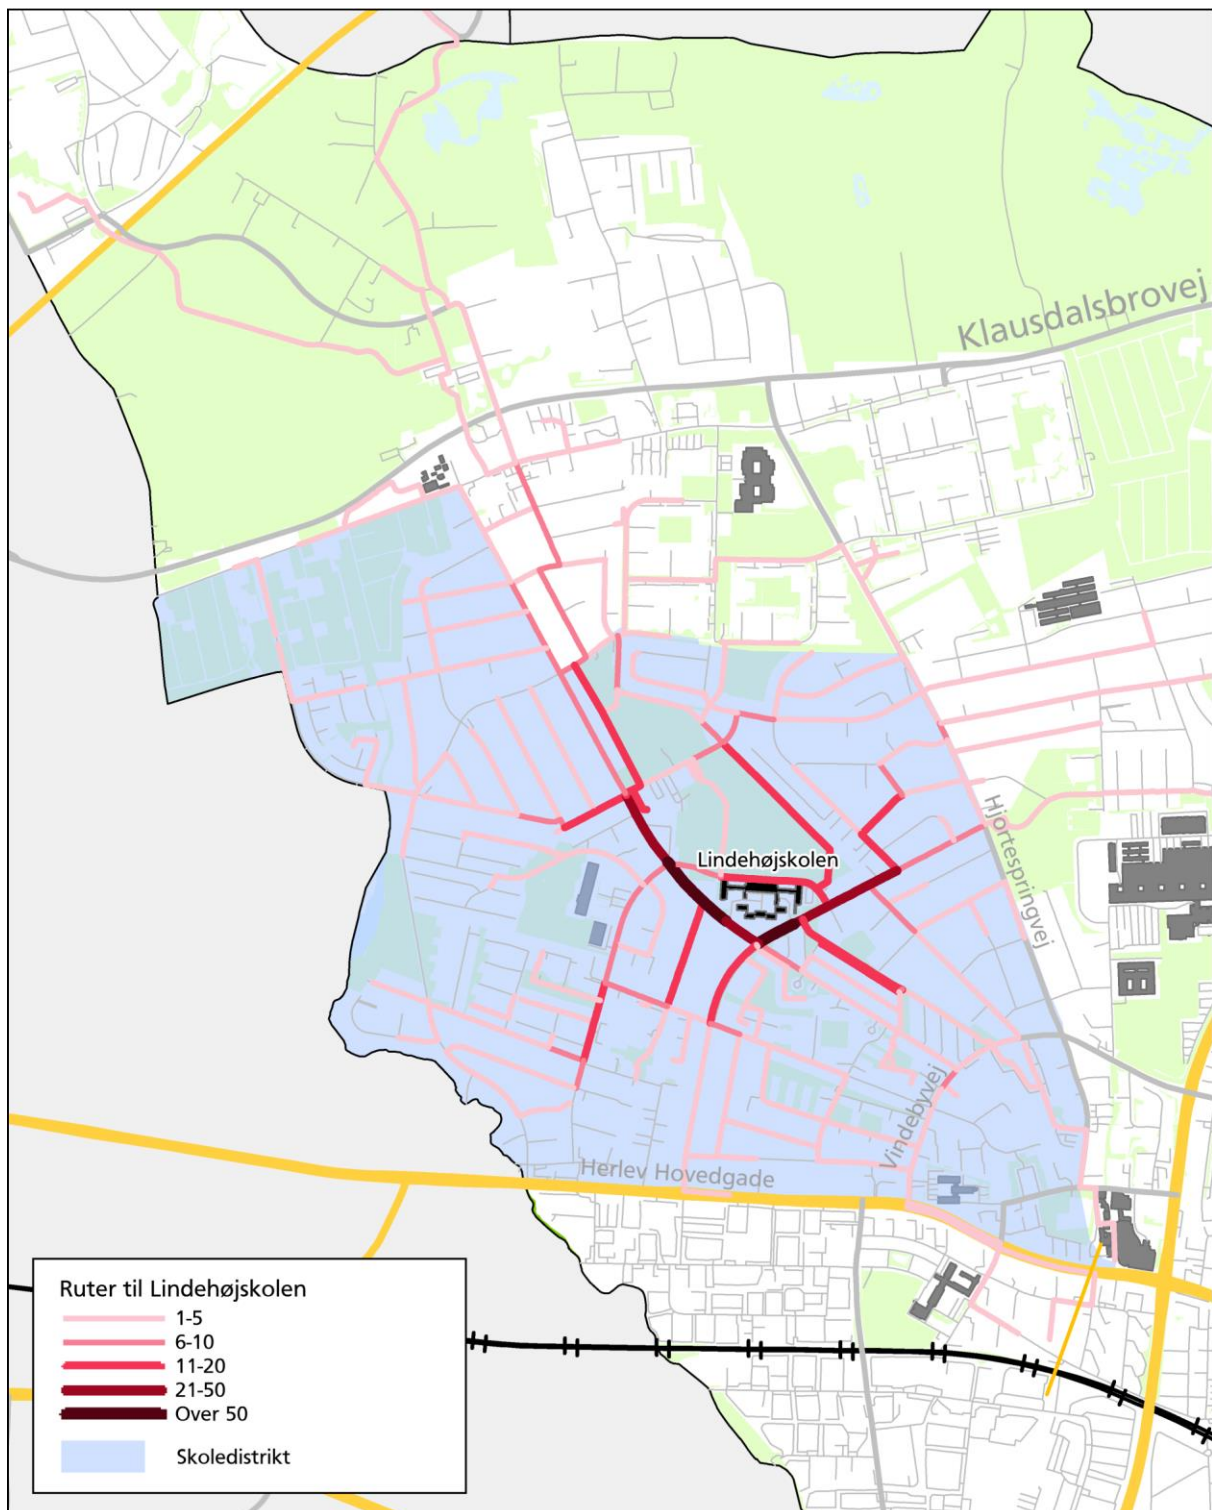 Klausdalsbrovej
Lindehøjskolen
Hjortespringvej
Vindebyvej
Herlev Hovedgade
Ruter til Lindehøjskolen
1-5
6-10
11-20
21-50
Over 50
Skoledistrikt